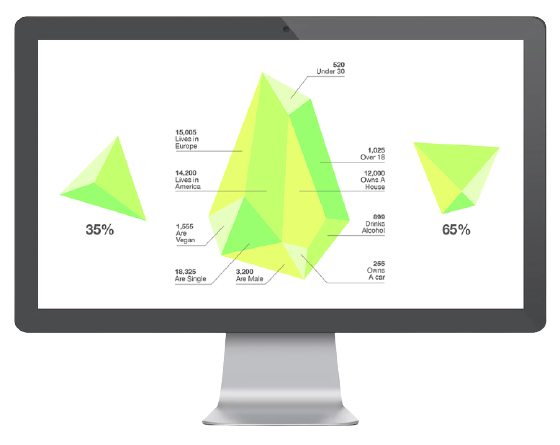 520
Under 30
15,005
Lives in
Europe
1,025
Over 18
14,200
Lives in
America
12,000
Owns A
House
35%
65%
1,555
Are
Vegan
890
Drinks
Alcohol
18,325
Are Single
3,200
Are Male
255
Owns
A car